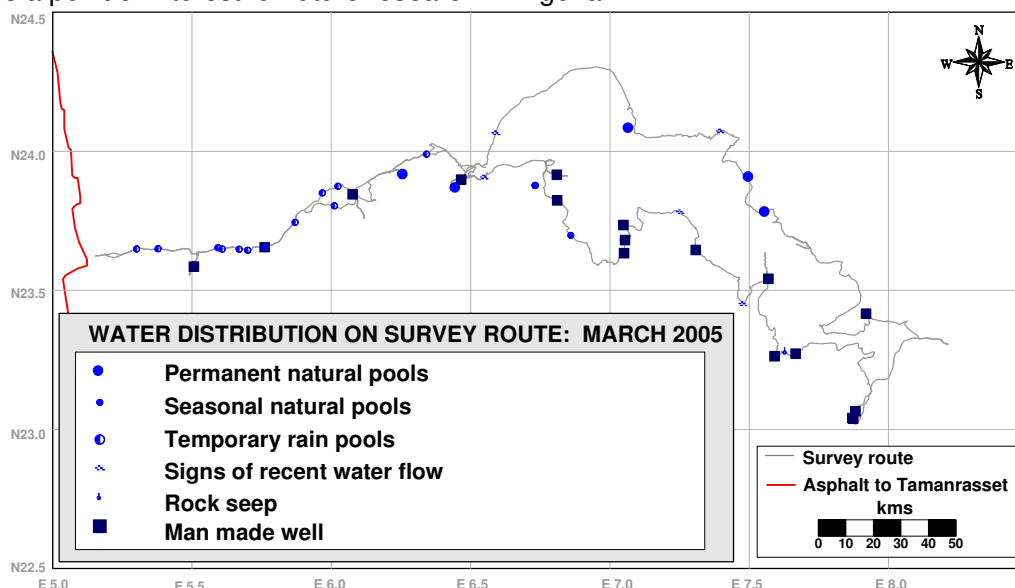 N24.5
N
W E
S
N24.0
N23.5
WATER DISTRIBUTION ON SURVEY ROUTE: MARCH 2005
Permanent natural pools
Seasonal natural pools
Temporary rain pools
Signs of recent water flow
Rock seep
Man made well
N23.0
Survey route
Asphalt to Tamanrasset
kms
0 10 20 30 40 50
N22.5
E 5.0 E 5.5 E 6.0 E 6.5 E 7.0 E 7.5 E 8.0